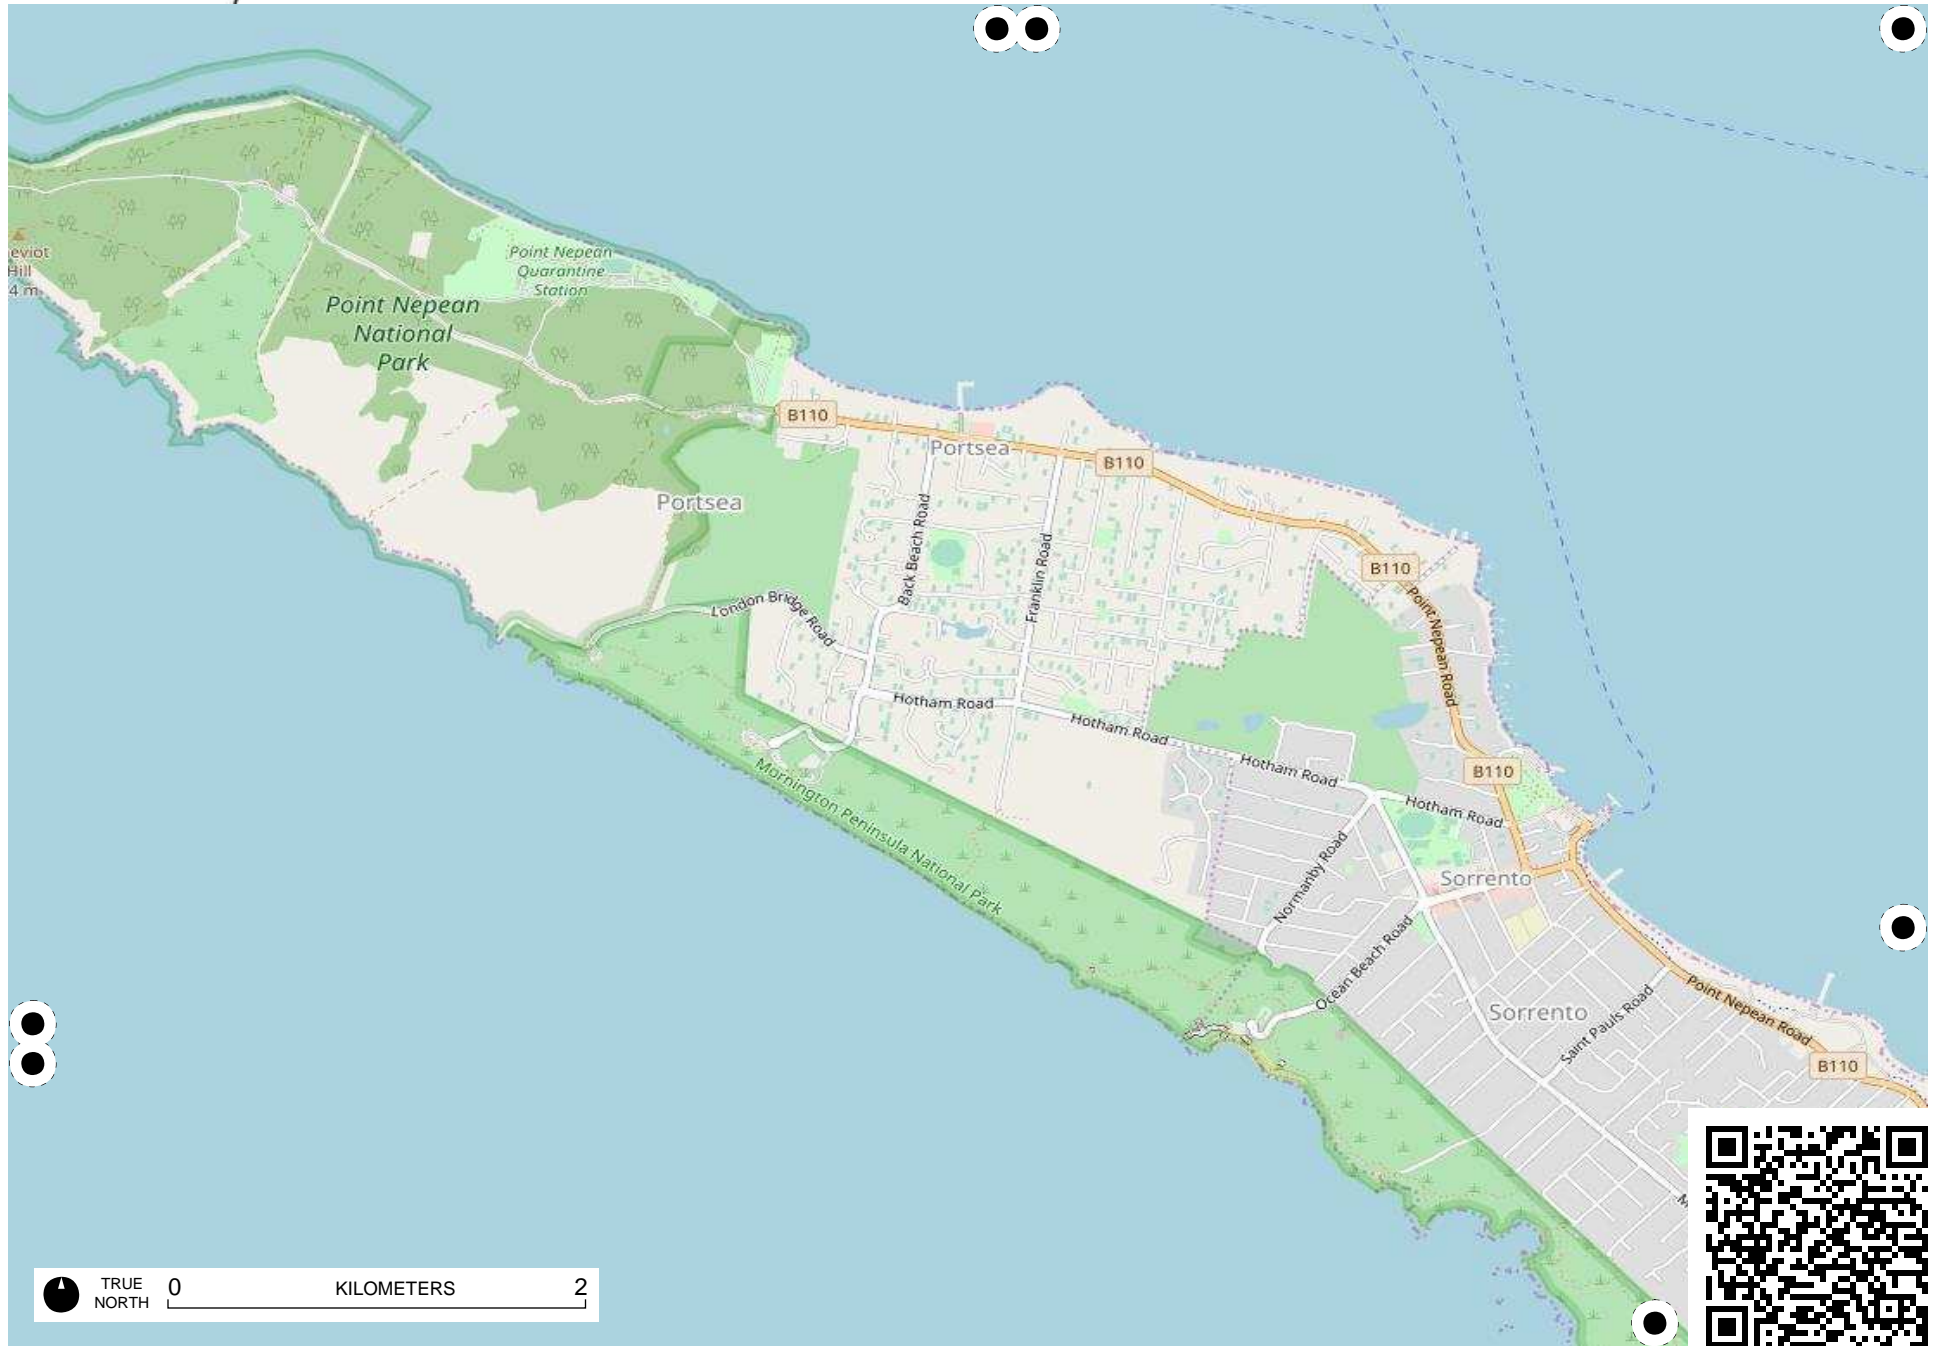 eviot
Hill
4 m
Point Nepean
Quarantine
Station
Point Nepean
National
Park
B110
Portsea
B110
Portsea
B110
Back Beach Road
Franklin Road
Point Nepean Road
London Bridge Road
Hotham Road
Hotham Road
Hotham Road
B110
Hotham Road
Mornington Peninsula National Park
Normanby Road
Sorrento
Ocean Beach Road
Sorrento
Saint Pauls Road
Point Nepean Road
B110
M
TRUE
NORTH
0 KILOMETERS 2